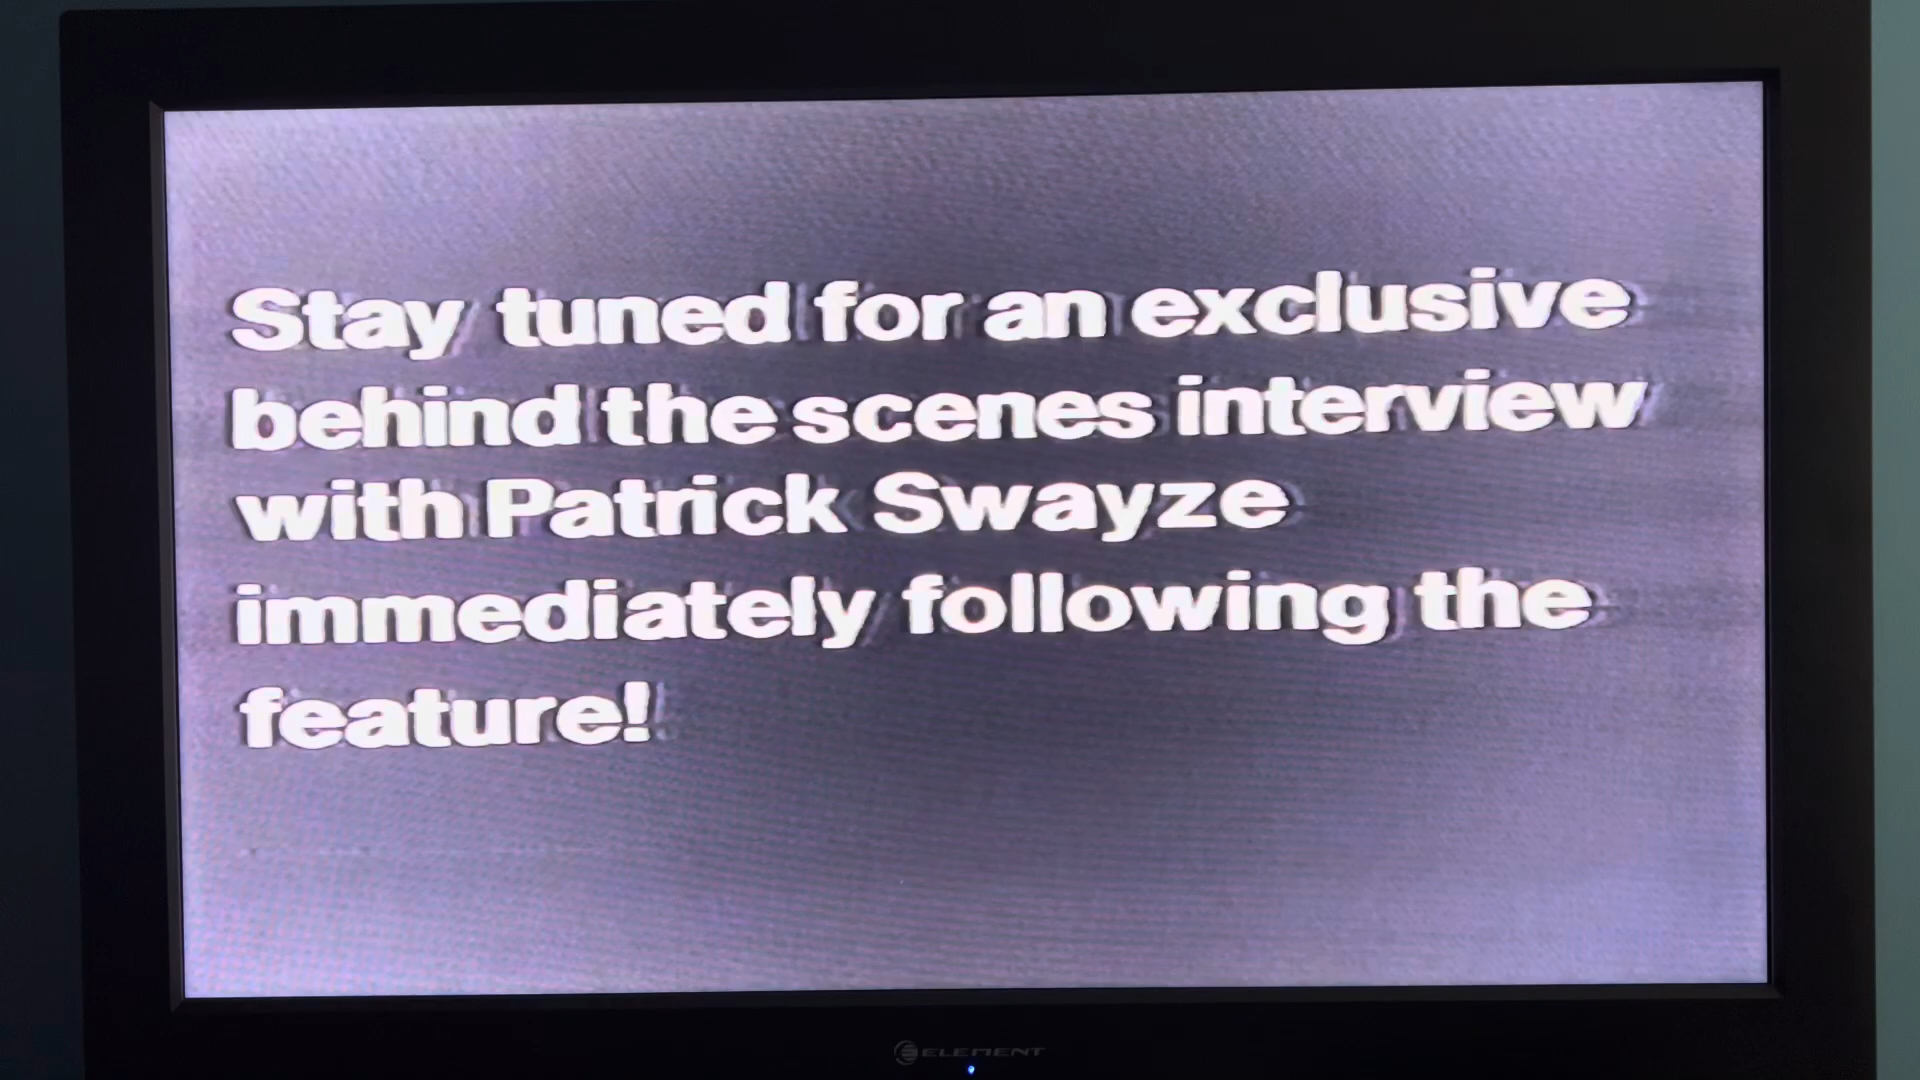 Stay tuned for an exclusive
behind the scenes interview
with Patrick Swayze
immediately following the
feature!
ELEMENT